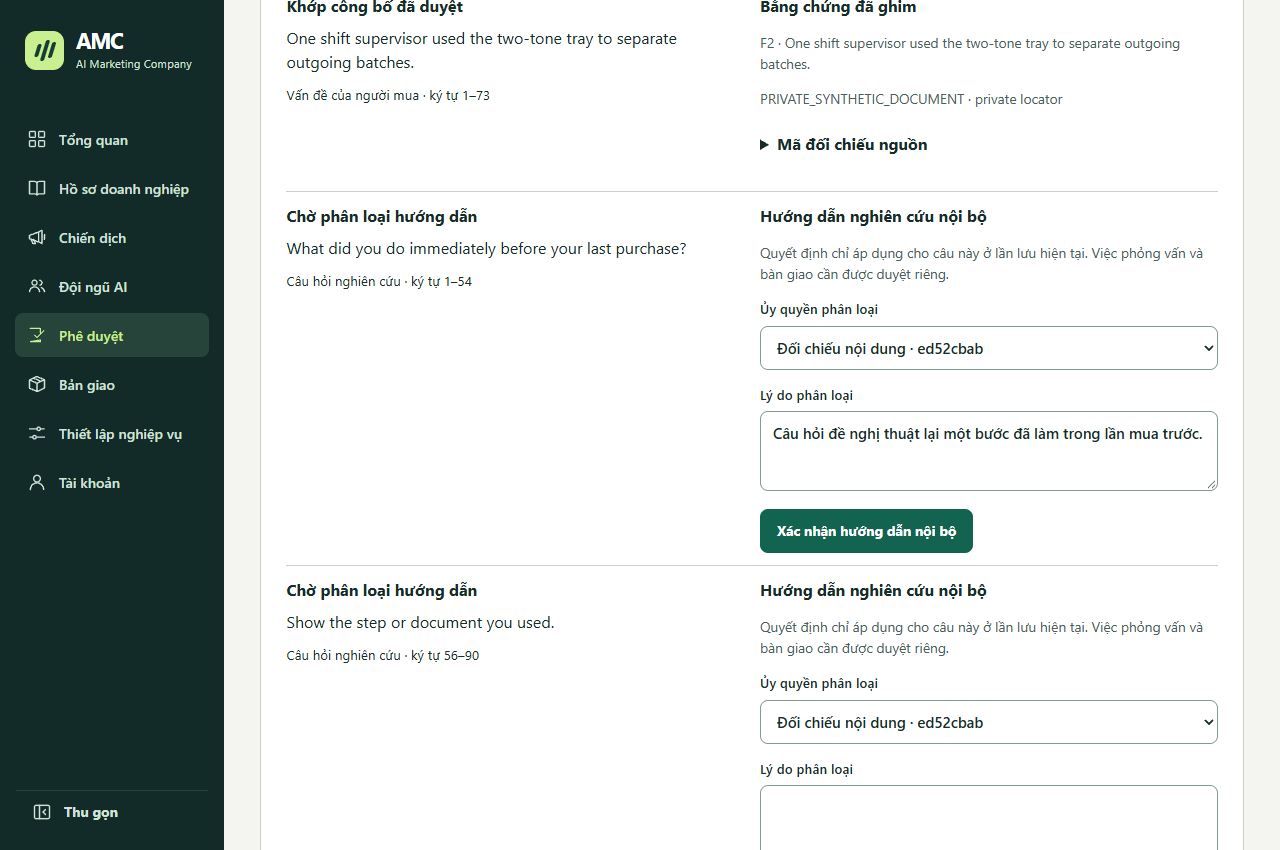 AMC
AI Marketing Company
Tổng quan
Hồ sơ doanh nghiệp
Chiến dịch
Đội ngũ AI
Phê duyệt
Bàn giao
Thiết lập nghiệp vụ
Tài khoản
Thu gọn
Khớp công bố đã duyệt
One shift supervisor used the two-tone tray to separate
outgoing batches.
Vấn đề của người mua · ký tự 1–73
Bằng chứng đã ghim
F2 · One shift supervisor used the two-tone tray to separate outgoing
batches.
PRIVATE_SYNTHETIC_DOCUMENT · private locator
Mã đối chiếu nguồn
Chờ phân loại hướng dẫn
What did you do immediately before your last purchase?
Câu hỏi nghiên cứu · ký tự 1–54
Hướng dẫn nghiên cứu nội bộ
Quyết định chỉ áp dụng cho câu này ở lần lưu hiện tại. Việc phỏng vấn và
bàn giao cần được duyệt riêng.
Ủy quyền phân loại
Đối chiếu nội dung · ed52cbab
Lý do phân loại
Câu hỏi đề nghị thuật lại một bước đã làm trong lần mua trước.
Xác nhận hướng dẫn nội bộ
Chờ phân loại hướng dẫn
Show the step or document you used.
Câu hỏi nghiên cứu · ký tự 56–90
Hướng dẫn nghiên cứu nội bộ
Quyết định chỉ áp dụng cho câu này ở lần lưu hiện tại. Việc phỏng vấn và
bàn giao cần được duyệt riêng.
Ủy quyền phân loại
Đối chiếu nội dung · ed52cbab
Lý do phân loại